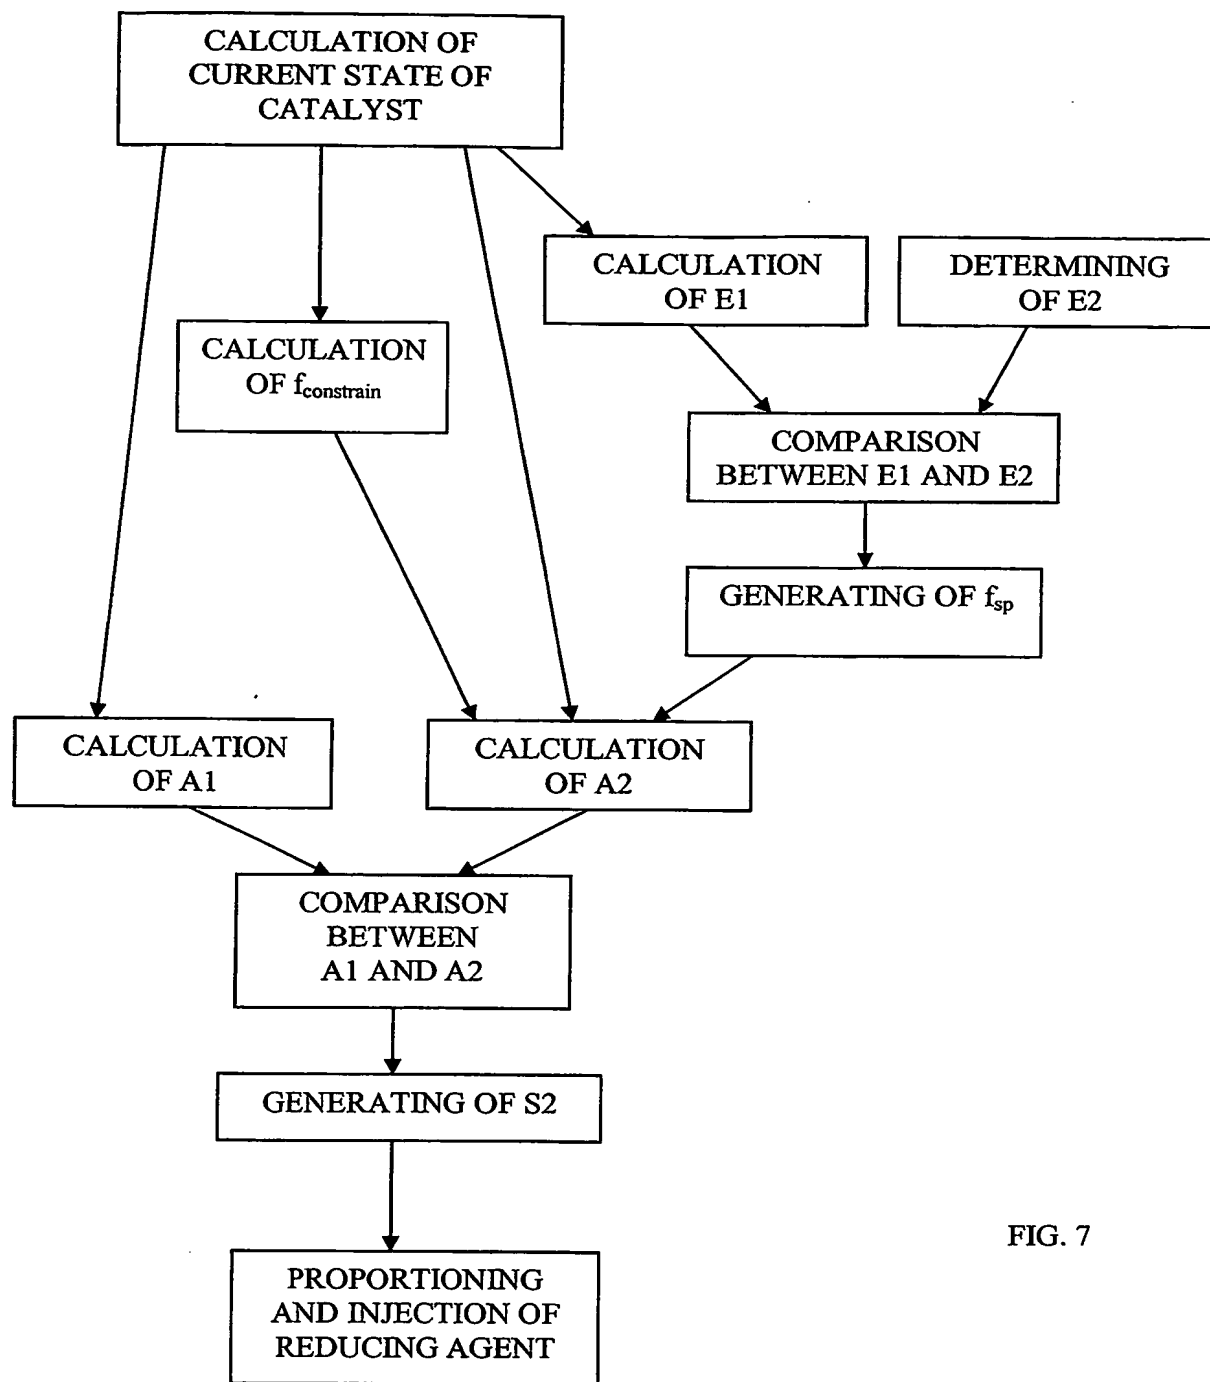 CALCULATION OF
CURRENT STATE OF
CATALYST
CALCULATION
OF E1
DETERMINING
OF E2
CALCULATION
OF fconstrain
COMPARISON
BETWEEN E1 AND E2
GENERATING OF fsp
CALCULATION
OF A1
CALCULATION
OF A2
COMPARISON
BETWEEN
A1 AND A2
GENERATING OF S2
PROPORTIONING
AND INJECTION OF
REDUCING AGENT
FIG. 7